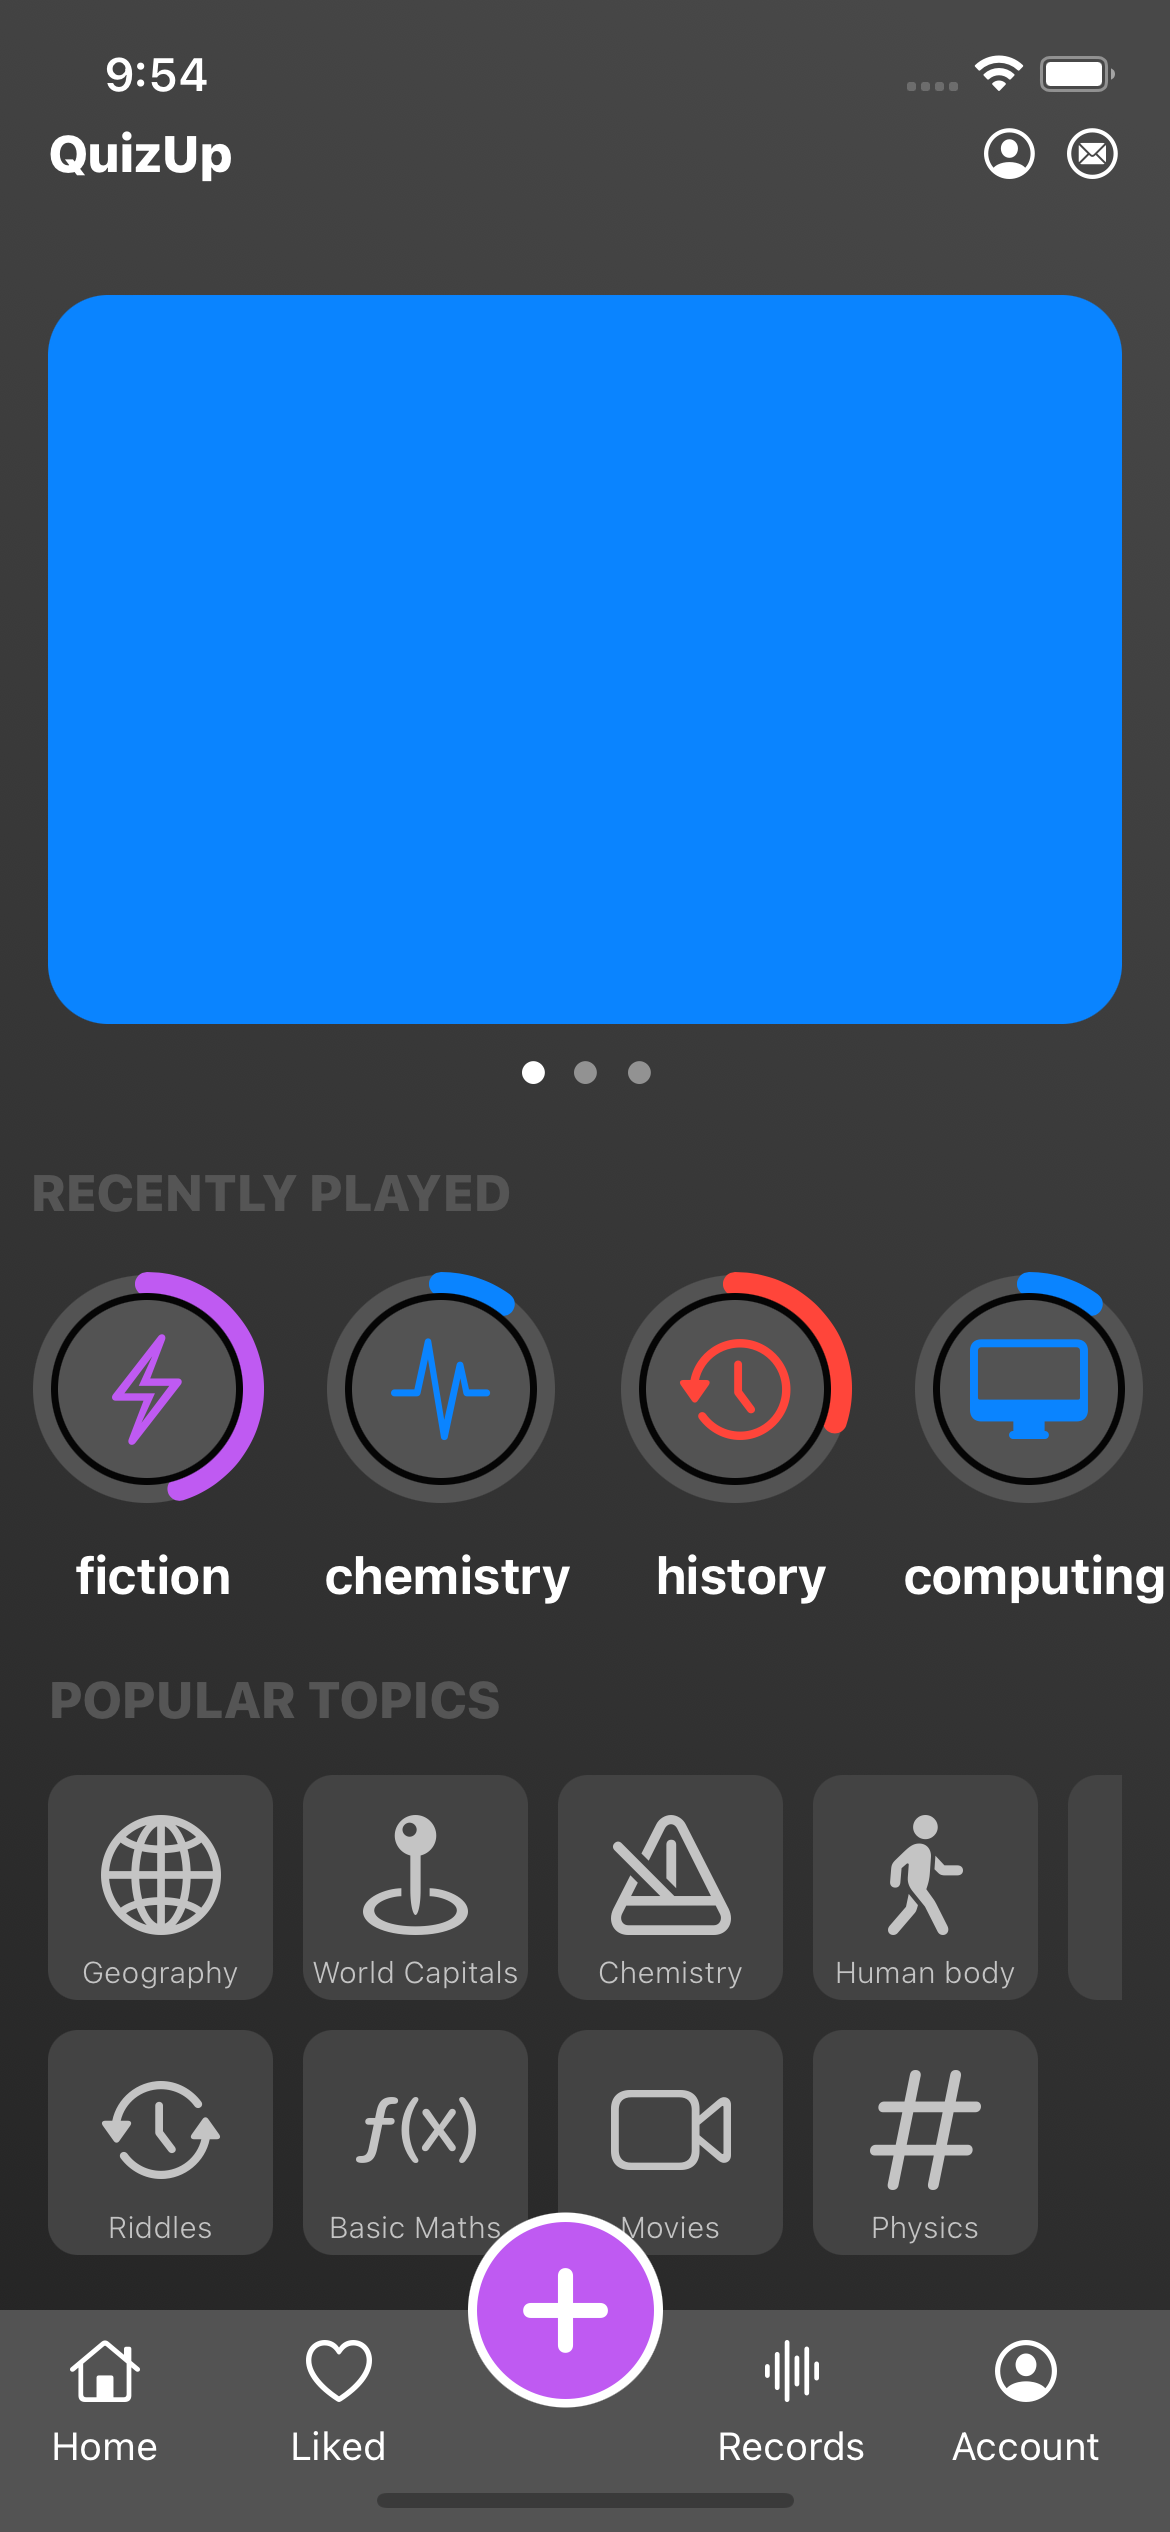 9:54
QuizUp
RECENTLY PLAYED
fiction chemistry history computing
POPULAR TOPICS
Geography World Capitals Chemistry Human body
Riddles Basic Maths Movies Physics
Home Liked Records Account